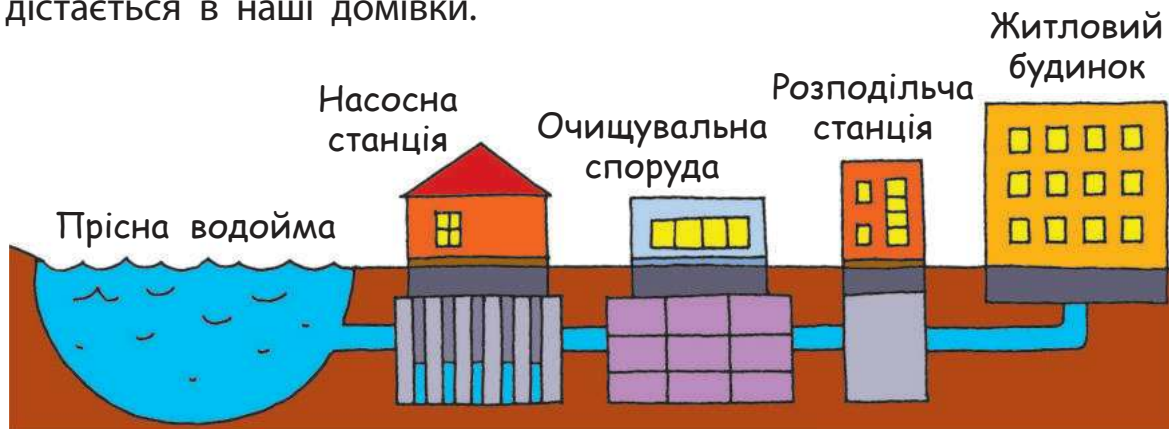 дістається в наші домівки.
Житловий
будинок
Розподільча
станція
Насосна
станція
Очищувальна
споруда
Прісна водойма